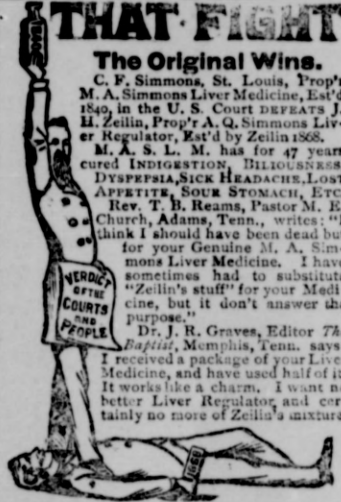 THAT FIGHT
The Original Wins.
C. F. Simmons, St. Louis, Prop'r
M. A. Simmons Liver Medicine, Est'd
1840, in the U. S. Court DEFEATS J.
H. Zeilin, Prop'r A. Q. Simmons Liv-
er Regulator, Est'd by Zeilin 1868.
M. A. S. L. M. has for 47 years
cured INDIGESTION, BILIOUSNESS,
DYSPEPSIA, SICK HEADACHE, LOST
APPETITE, SOUR STOMACH, ETC.
Rev. T. B. Reams, Pastor M. E.
Church, Adams, Tenn., writes: "I
think I should have been dead but
for your Genuine M. A. Sim-
mons Liver Medicine. I have
sometimes had to substitute
"Zeilin's stuff" for your Medi-
cine, but it don't answer the
purpose."
Dr. J. R. Graves, Editor The
Baptist, Memphis, Tenn. says:
I received a package of your Liver
Medicine, and have used half of it.
It works like a charm. I want no
better Liver Regulator and cer-
tainly no more of Zeilin's mixture.
VERDICT
OF THE
COURTS
AND
PEOPLE